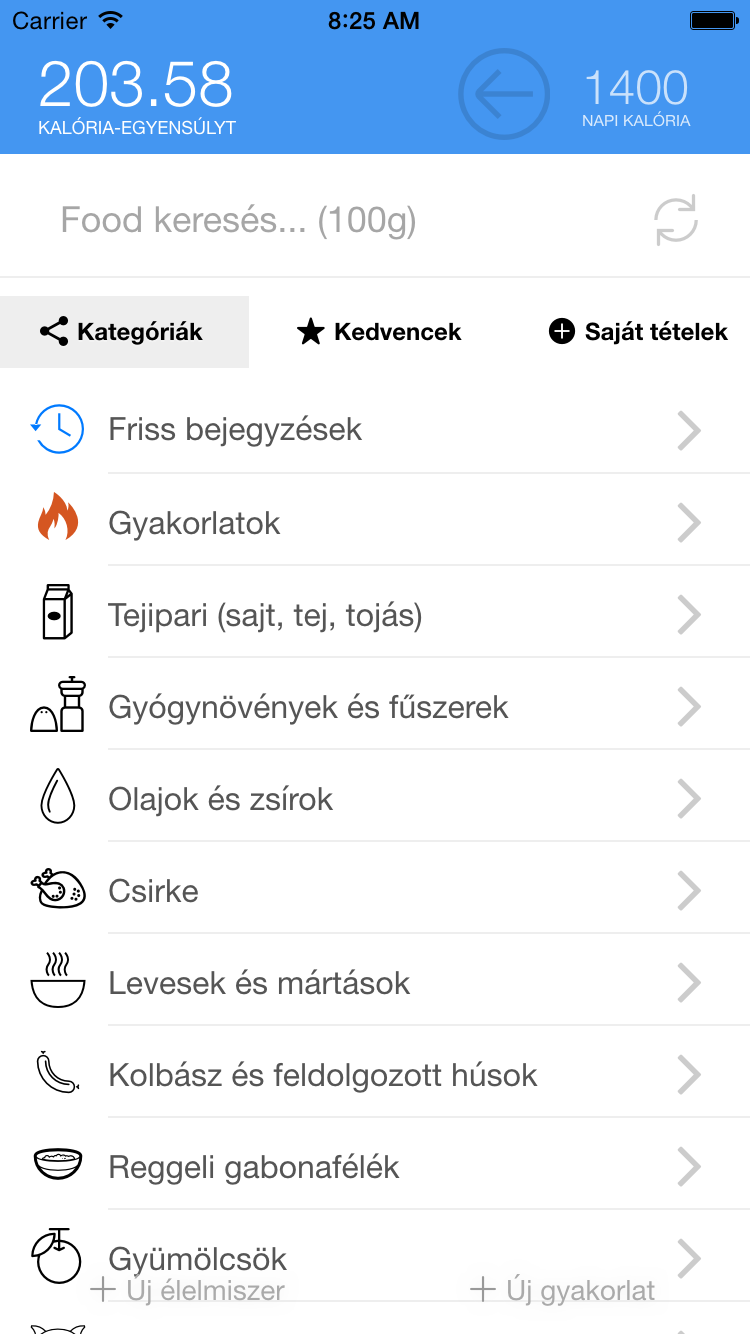 Carrier 8:25 AM
203.58 1400
KALÓRIA-EGYENSÚLYT NAPI KALÓRIA
Food keresés... (100g)
Kategóriák Kedvencek Saját tételek
Friss bejegyzések
Gyakorlatok
Tejipari (sajt, tej, tojás)
Gyógynövények és fűszerek
Olajok és zsírok
Csirke
Levesek és mártások
Kolbász és feldolgozott húsok
Reggeli gabonafélék
Gyümölcsök
Új élelmiszer Új gyakorlat